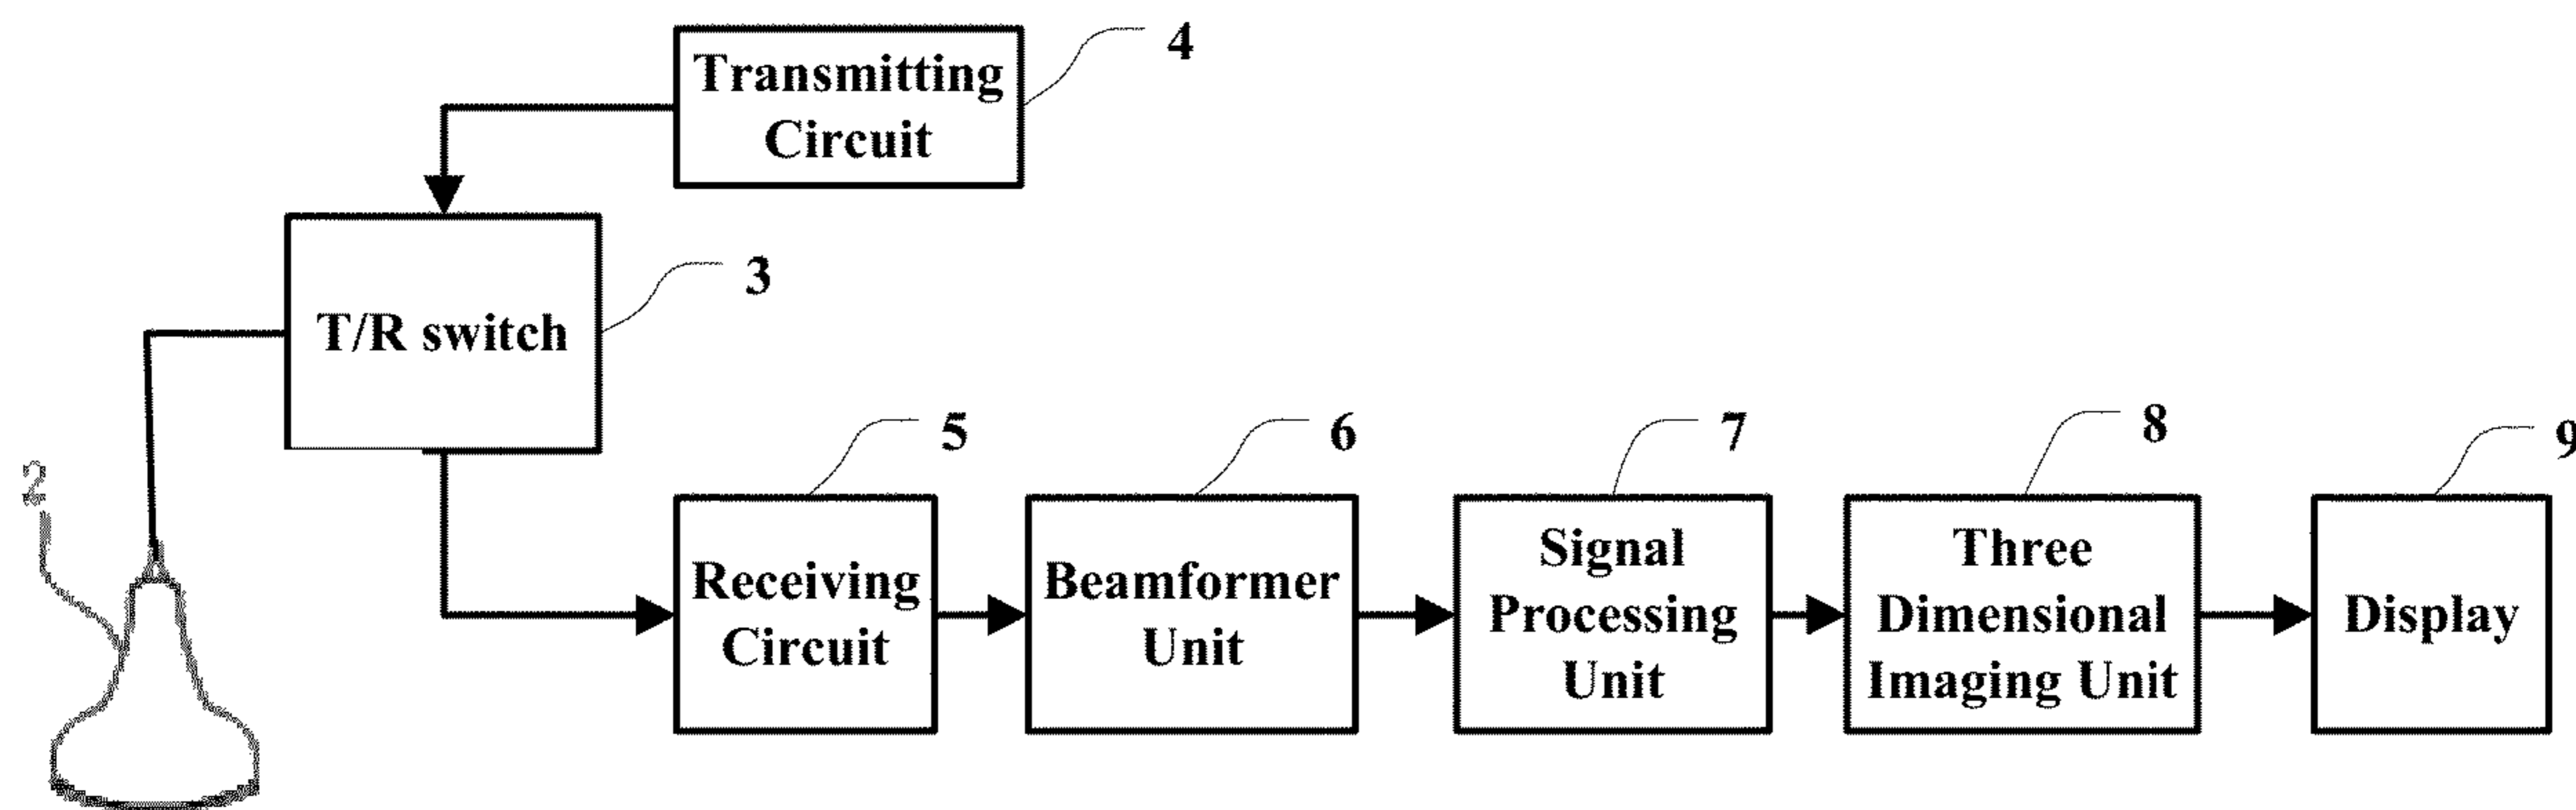 Transmitting
Circuit
4
T/R switch
3
2
5
Receiving
Circuit
6
Beamformer
Unit
7
Signal
Processing
Unit
8
Three
Dimensional
Imaging Unit
9
Display